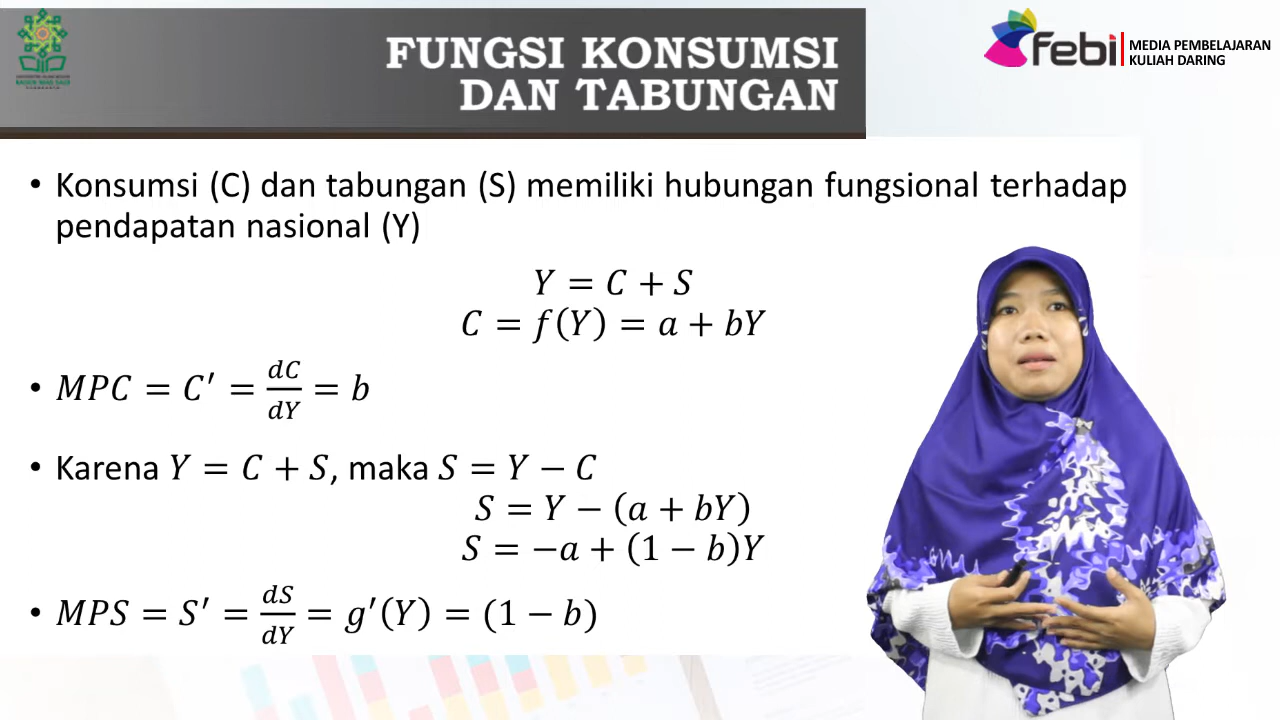 FUNGSI KONSUMSI
DAN TABUNGAN
febi
MEDIA PEMBELAJARAN
KULIAH DARING
• Konsumsi (C) dan tabungan (S) memiliki hubungan fungsional terhadap
pendapatan nasional (Y)
Y = C + S
C = f(Y) = a + bY
• MPC = C′ = dC/dY = b
• Karena Y = C + S, maka S = Y − C
S = Y − (a + bY)
S = −a + (1 − b)Y
• MPS = S′ = dS/dY = g′(Y) = (1 − b)